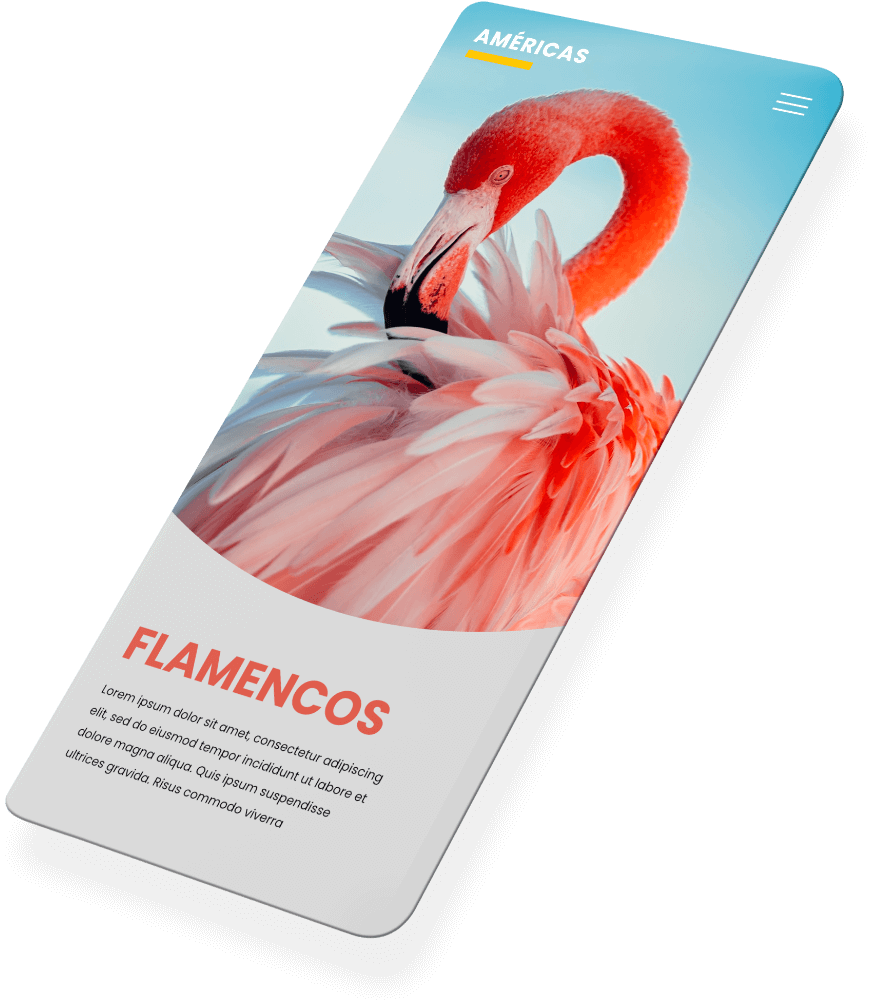 AMÉRICAS
FLAMENCOS
Lorem ipsum dolor sit amet, consectetur adipiscing
elit, sed do eiusmod tempor incididunt ut labore et
dolore magna aliqua. Quis ipsum suspendisse
ultrices gravida. Risus commodo viverra